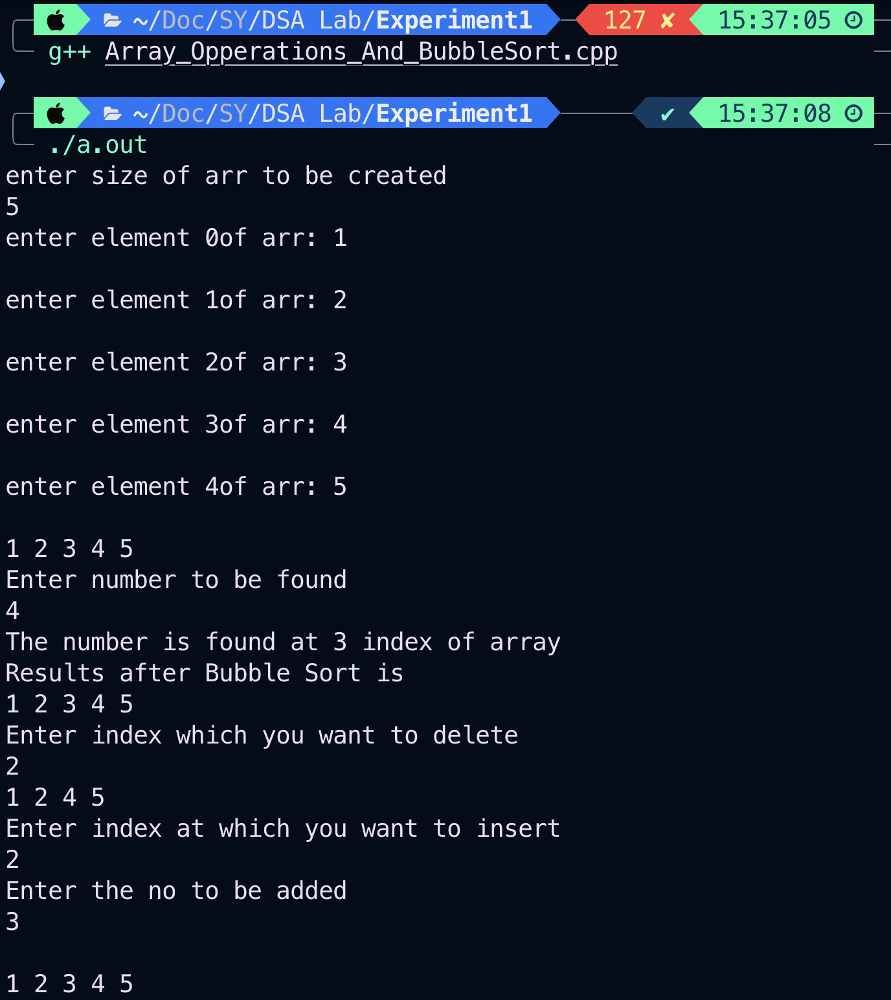 ~/Doc/SY/DSA Lab/Experiment1 127 ✘ 15:37:05
g++ Array_Opperations_And_BubbleSort.cpp
~/Doc/SY/DSA Lab/Experiment1 ✔ 15:37:08
./a.out
enter size of arr to be created
5
enter element 0of arr: 1
enter element 1of arr: 2
enter element 2of arr: 3
enter element 3of arr: 4
enter element 4of arr: 5
1 2 3 4 5
Enter number to be found
4
The number is found at 3 index of array
Results after Bubble Sort is
1 2 3 4 5
Enter index which you want to delete
2
1 2 4 5
Enter index at which you want to insert
2
Enter the no to be added
3
1 2 3 4 5